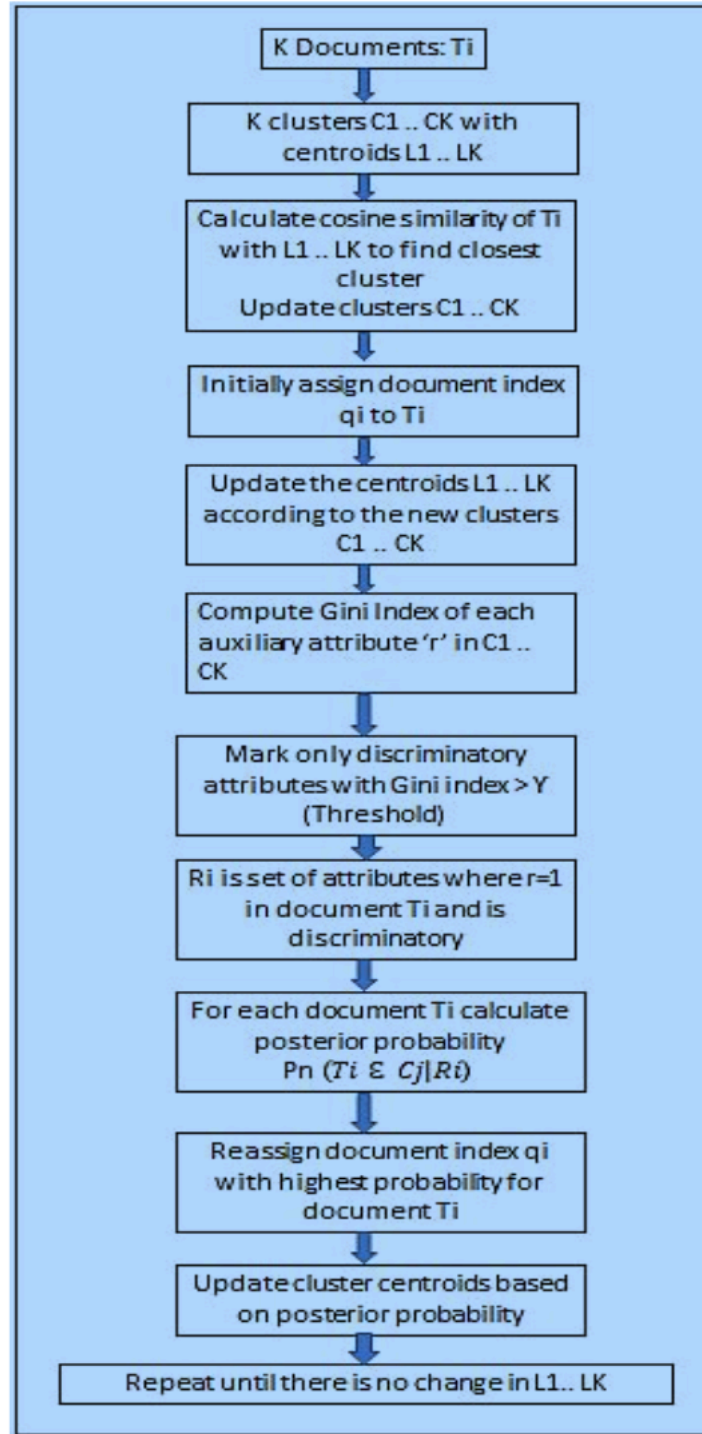 K Documents: Ti
K clusters C1 .. CK with
centroids L1 .. LK
Calculate cosine similarity of Ti
with L1 .. LK to find closest
cluster
Update clusters C1 .. CK
Initially assign document index
qi to Ti
Update the centroids L1 .. LK
according to the new clusters
C1 .. CK
Compute Gini Index of each
auxiliary attribute ‘r’ in C1 ..
CK
Mark only discriminatory
attributes with Gini index > Y
(Threshold)
Ri is set of attributes where r=1
in document Ti and is
discriminatory
For each document Ti calculate
posterior probability
Pn (Ti Ɛ Cj|Ri)
Reassign document index qi
with highest probability for
document Ti
Update cluster centroids based
on posterior probability
Repeat until there is no change in L1.. LK